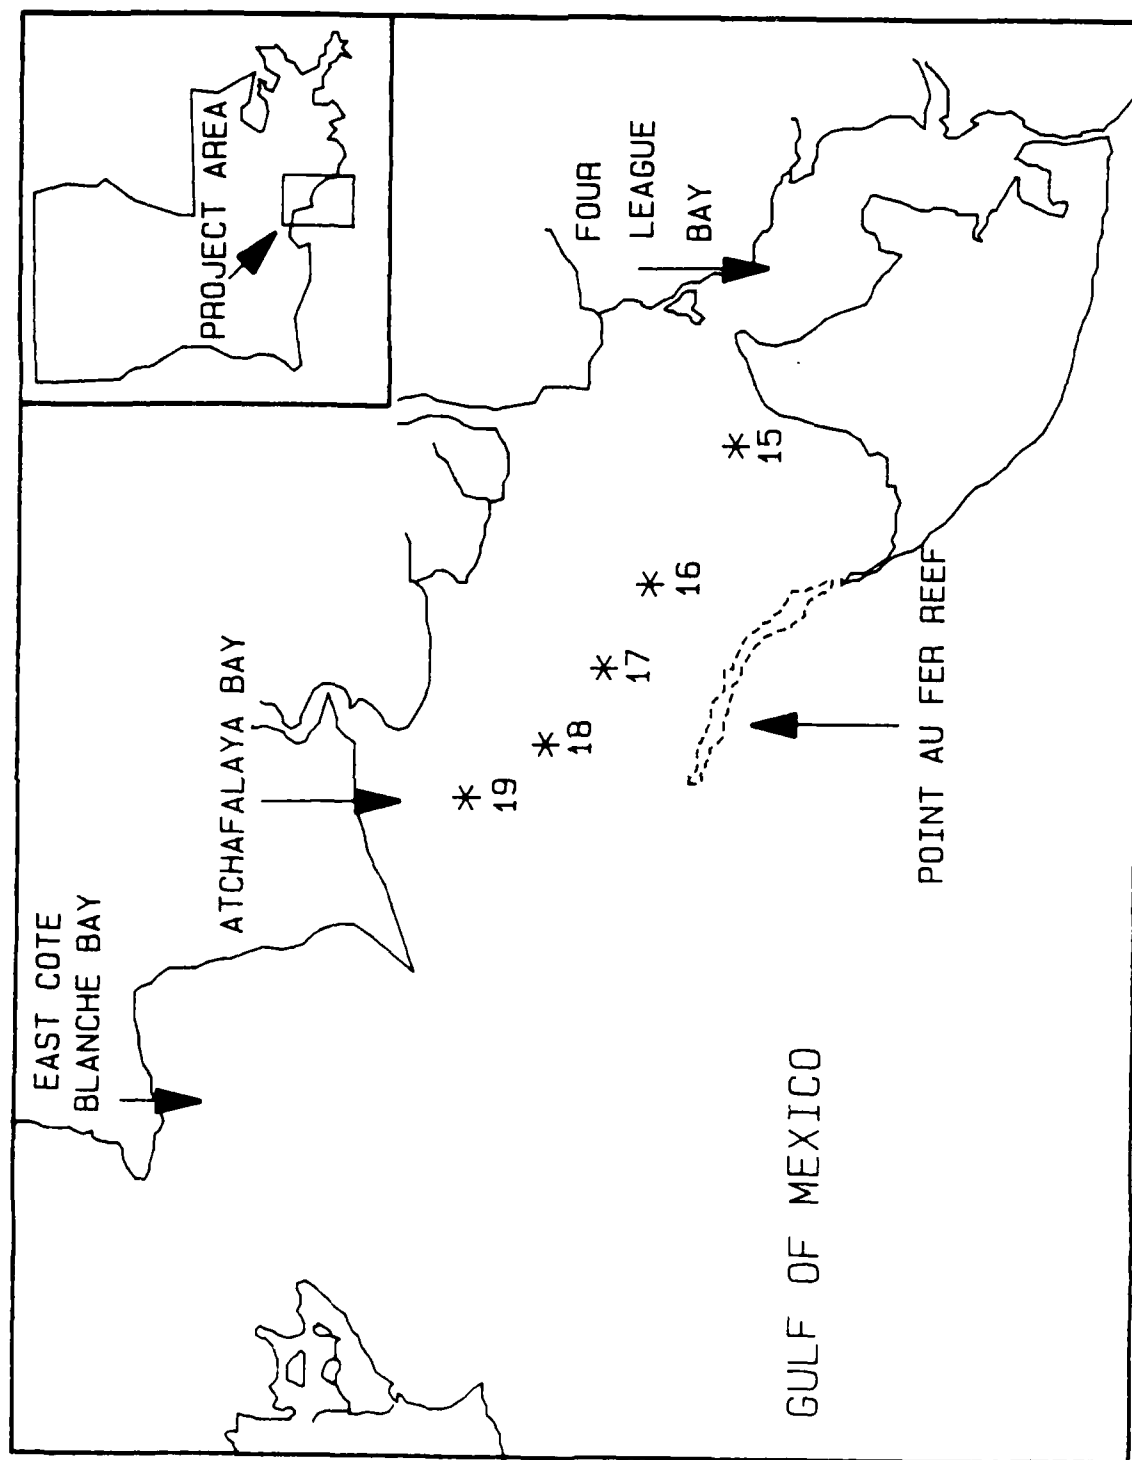 PROJECT AREA
EAST COTE
BLANCHE BAY
ATCHAFALAYA BAY
FOUR
LEAGUE
BAY
19
18
17
16
15
POINT AU FER REEF
GULF OF MEXICO